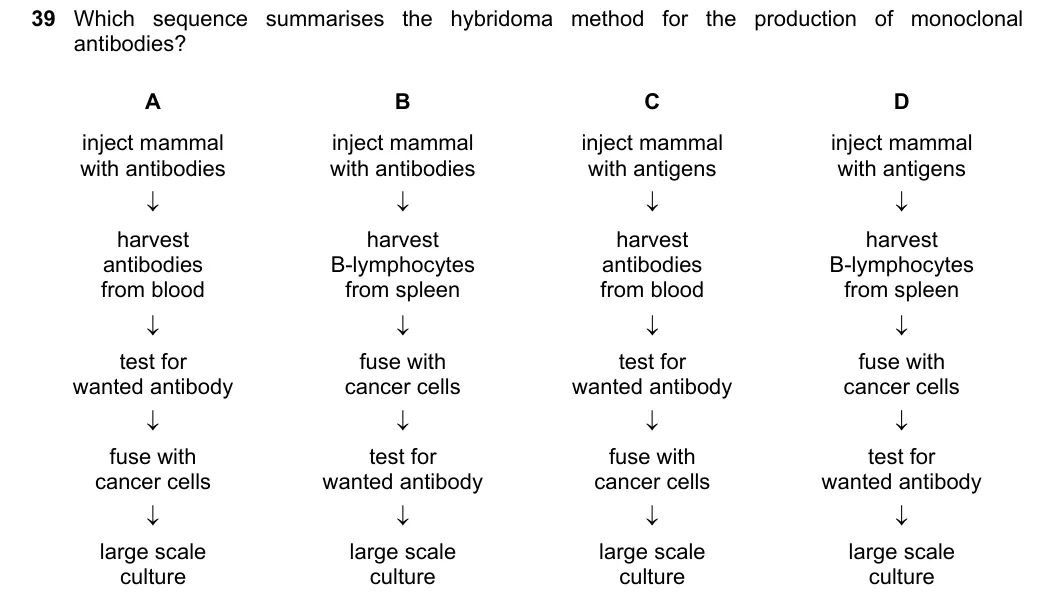 39 Which sequence summarises the hybridoma method for the production of monoclonal
antibodies?
A
inject mammal
with antibodies
↓
harvest
antibodies
from blood
↓
test for
wanted antibody
↓
fuse with
cancer cells
↓
large scale
culture
B
inject mammal
with antibodies
↓
harvest
B-lymphocytes
from spleen
↓
fuse with
cancer cells
↓
test for
wanted antibody
↓
large scale
culture
C
inject mammal
with antigens
↓
harvest
antibodies
from blood
↓
test for
wanted antibody
↓
fuse with
cancer cells
↓
large scale
culture
D
inject mammal
with antigens
↓
harvest
B-lymphocytes
from spleen
↓
fuse with
cancer cells
↓
test for
wanted antibody
↓
large scale
culture